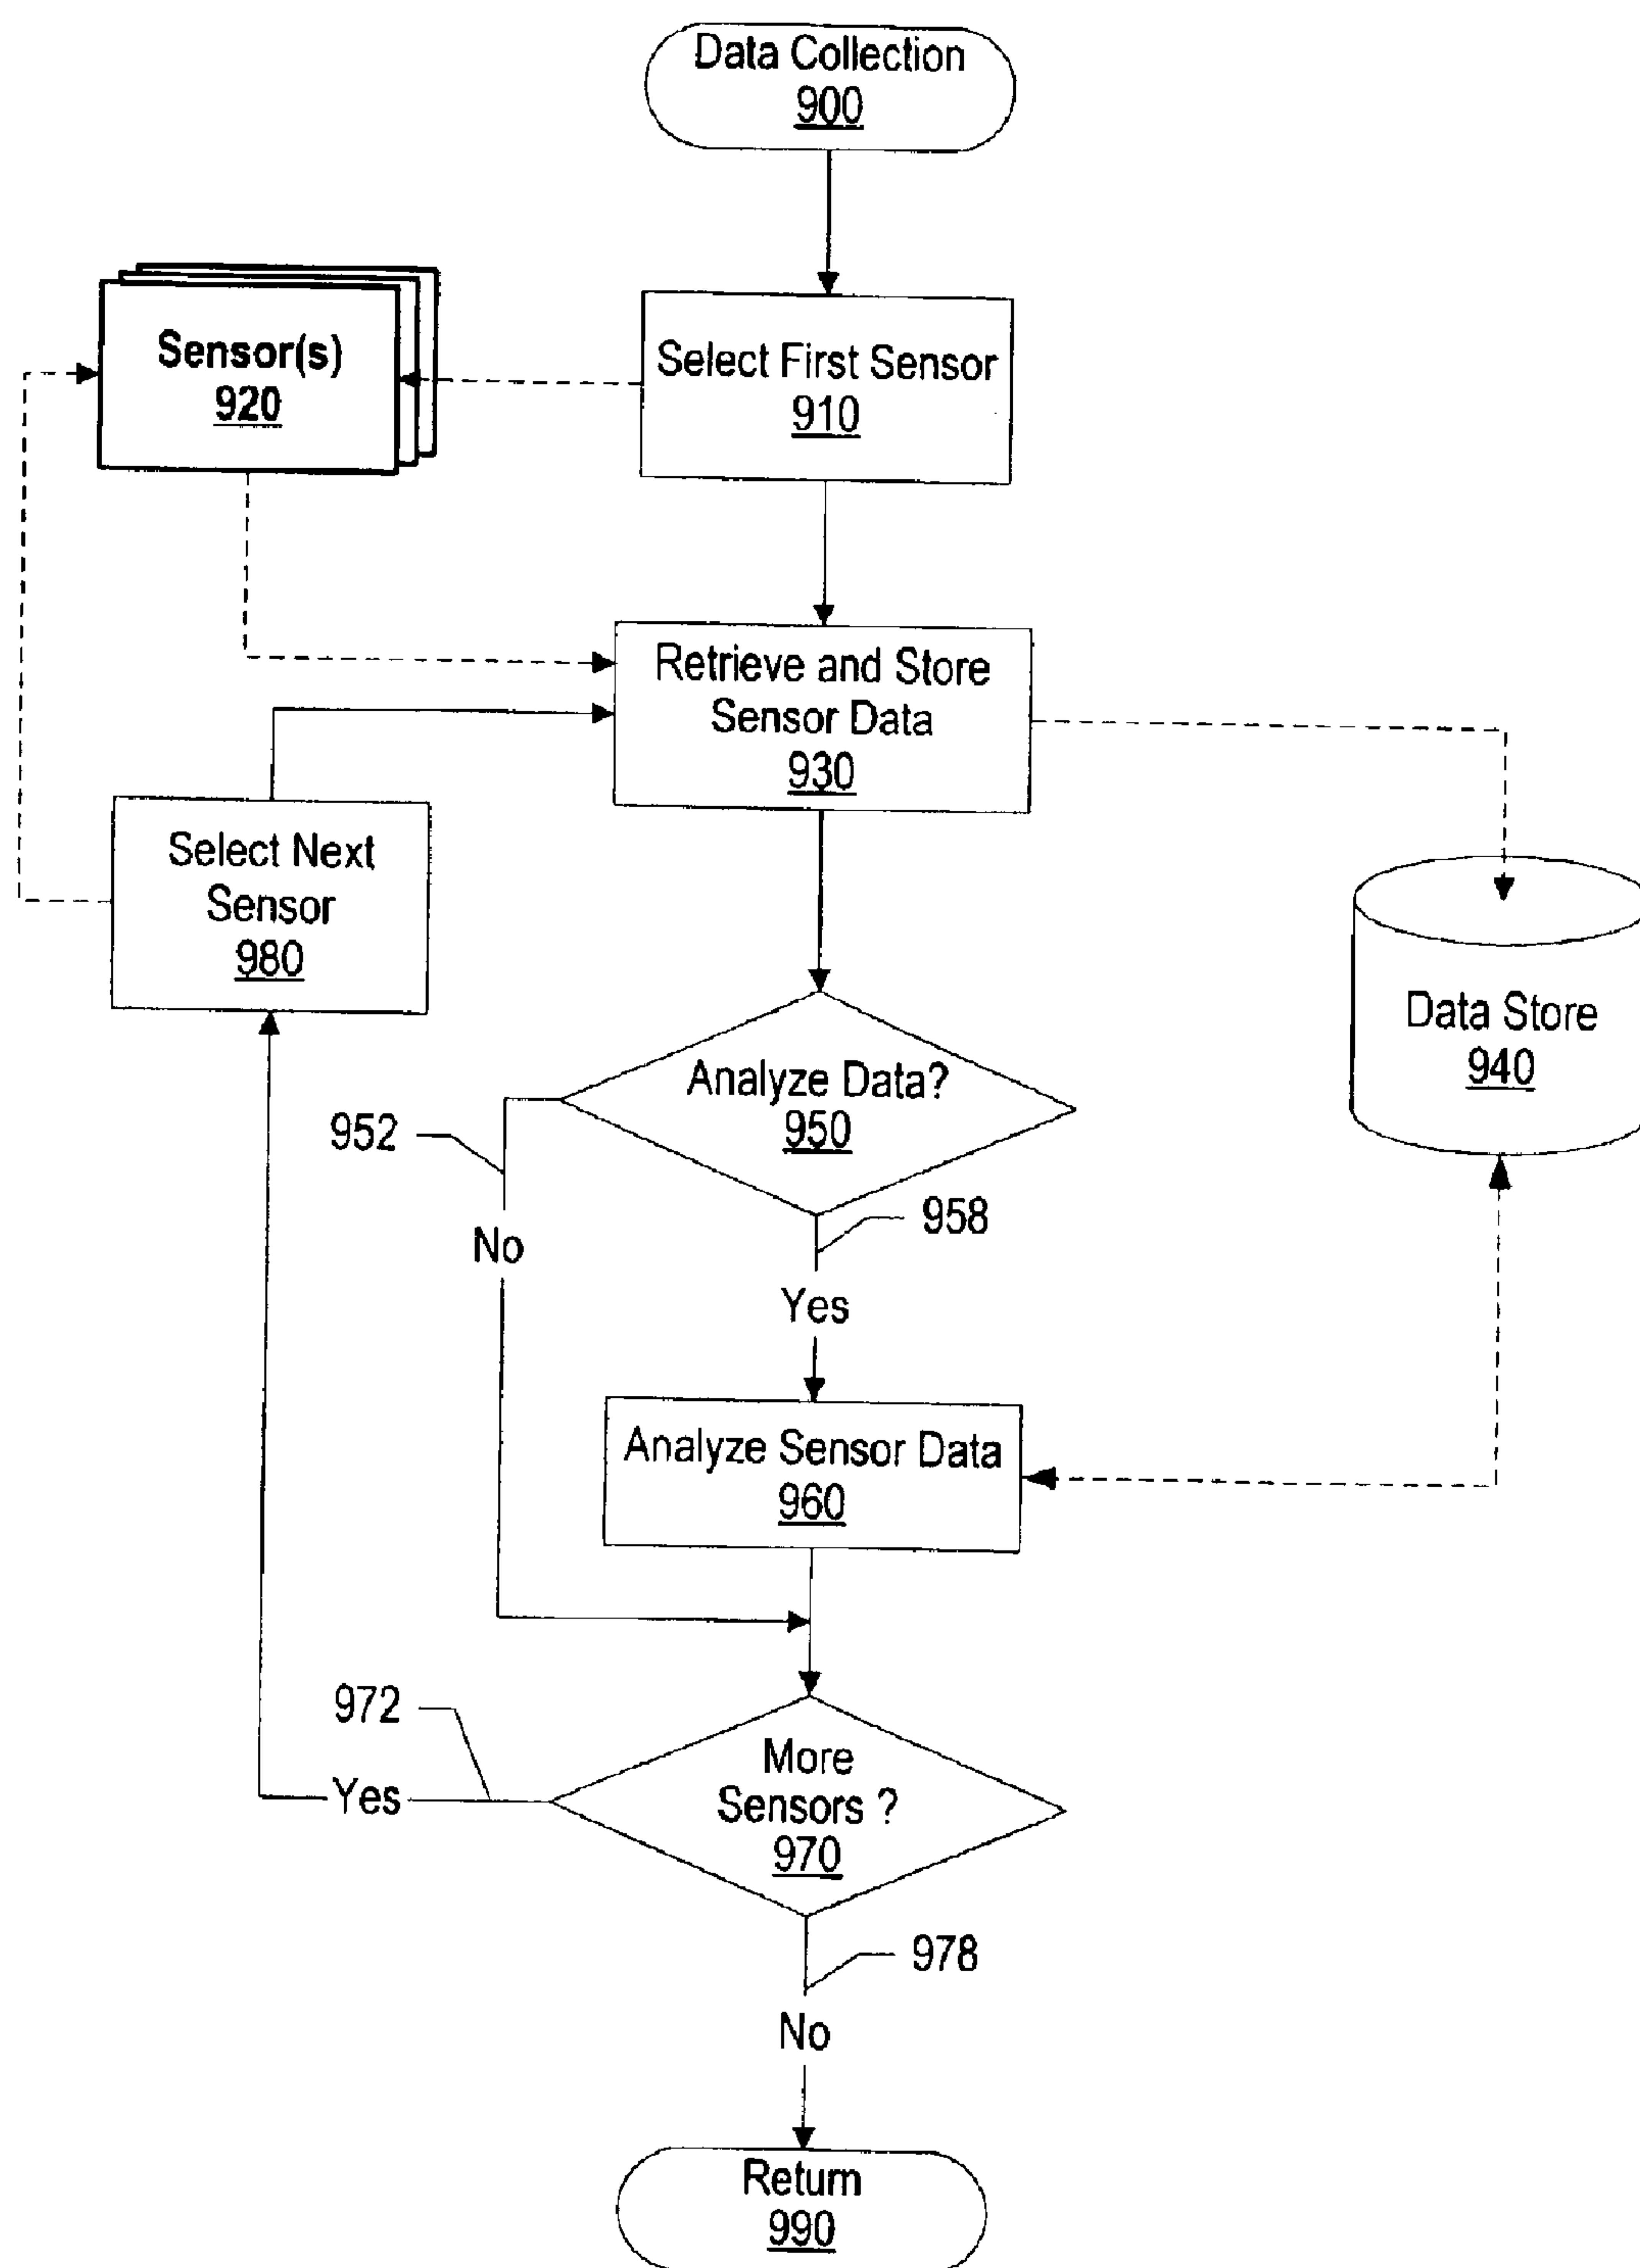 Data Collection
900
Sensor(s)
920
Select First Sensor
910
Retrieve and Store
Sensor Data
930
Select Next
Sensor
980
Data Store
940
Analyze Data?
950
952
958
No
Yes
Analyze Sensor Data
960
972
More
Sensors ?
970
Yes
978
No
Return
990